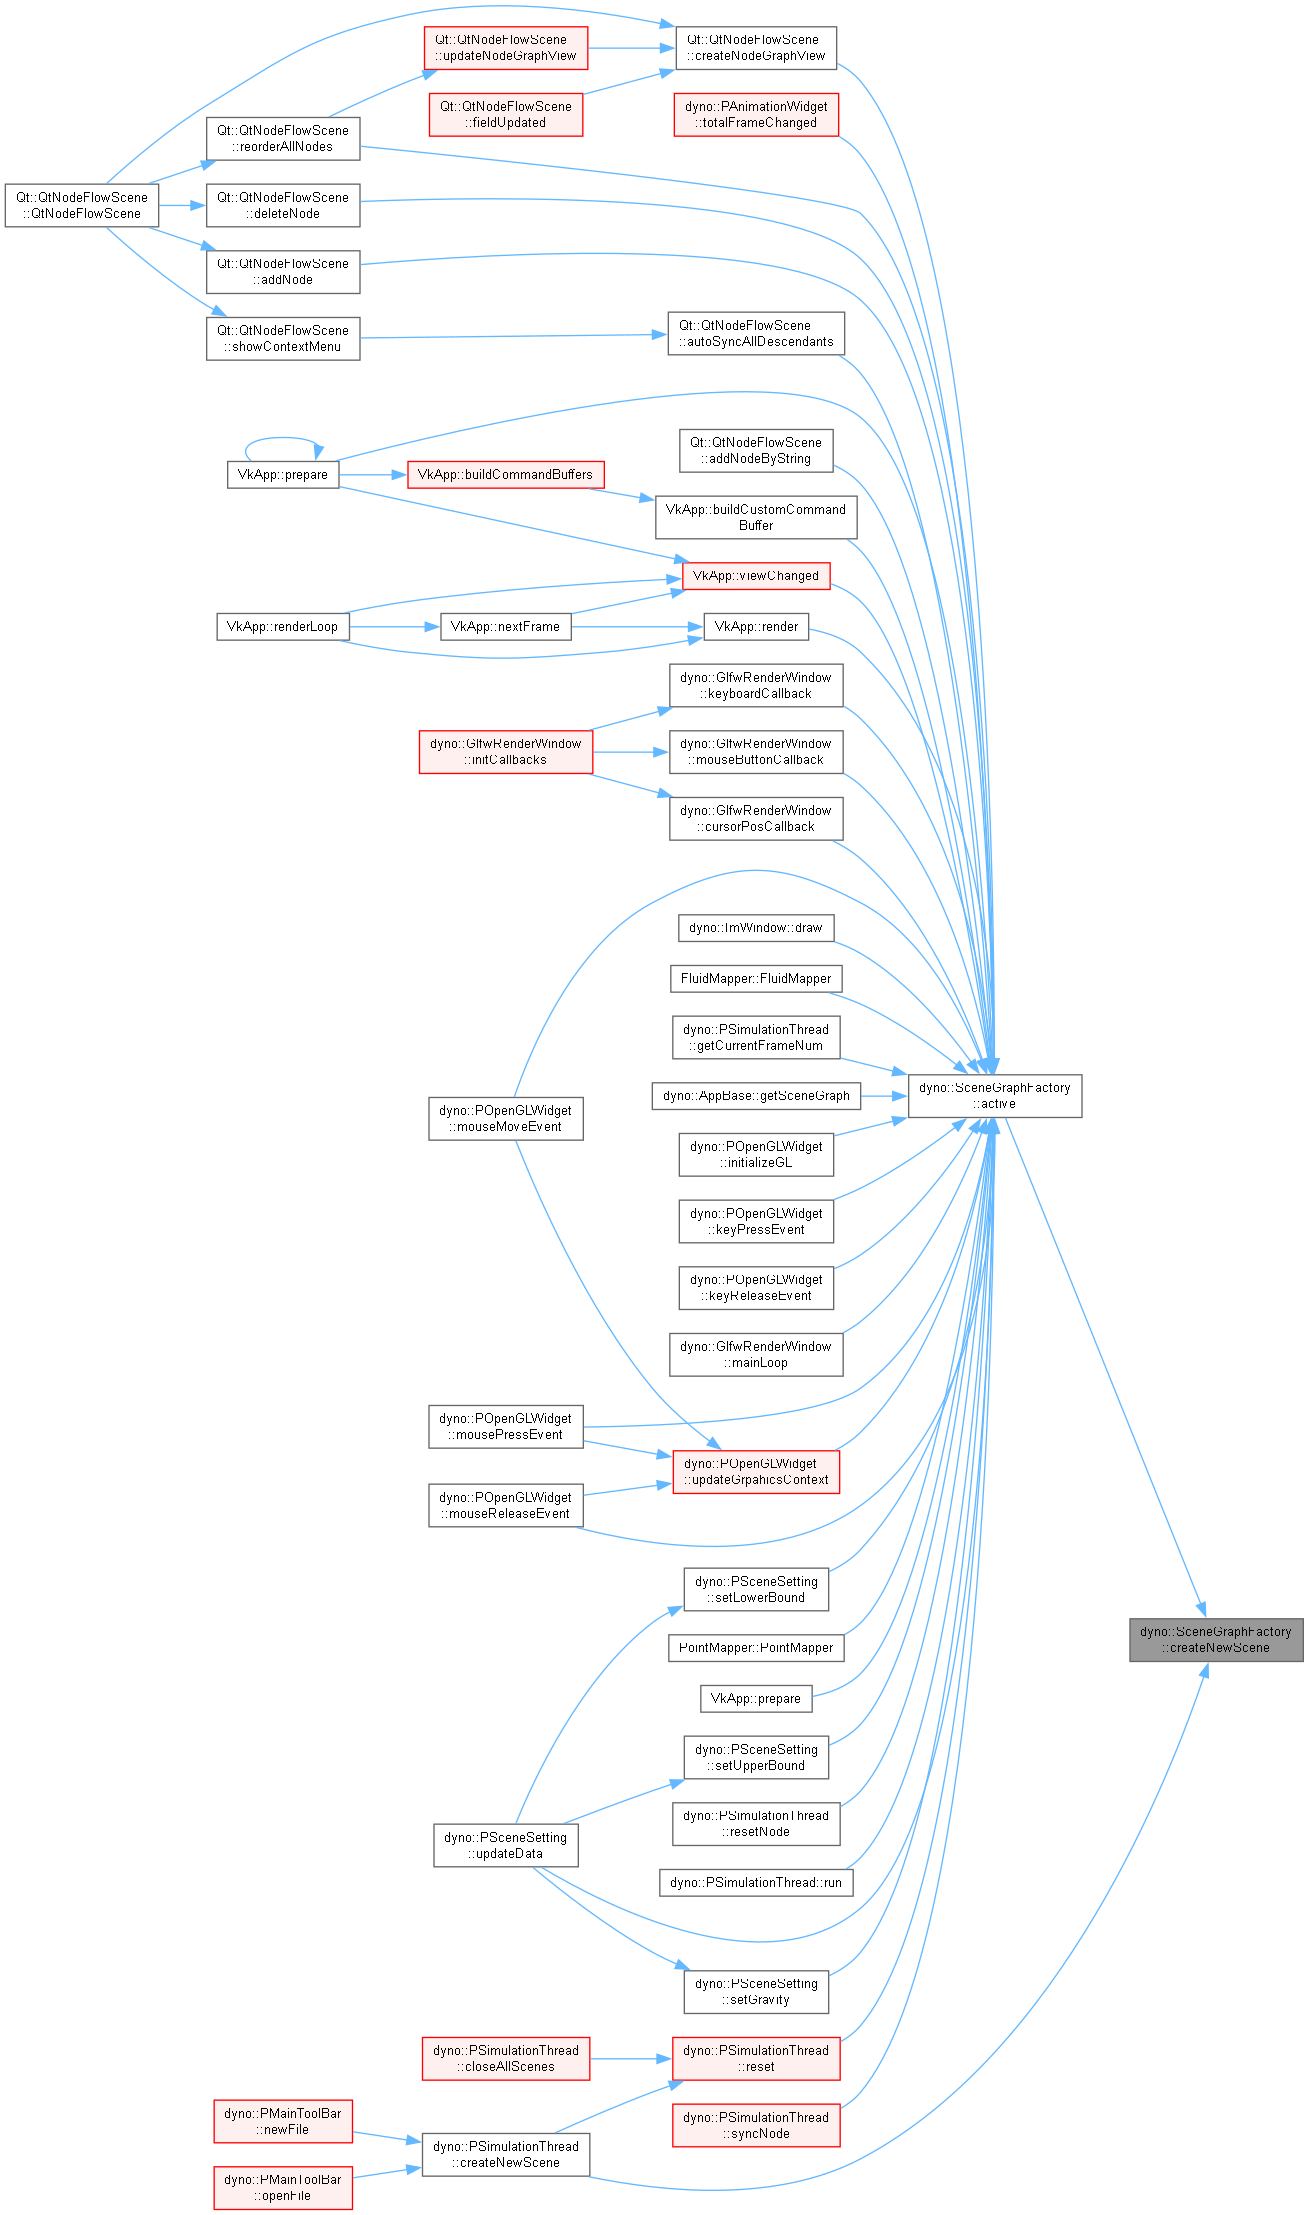 Qt::QtNodeFlowScene
::updateNodeGraphView
Qt::QtNodeFlowScene
::createNodeGraphView
Qt::QtNodeFlowScene
::fieldUpdated
dyno::PAnimationWidget
::totalFrameChanged
Qt::QtNodeFlowScene
::reorderAllNodes
Qt::QtNodeFlowScene
::QtNodeFlowScene
Qt::QtNodeFlowScene
::deleteNode
Qt::QtNodeFlowScene
::addNode
Qt::QtNodeFlowScene
::showContextMenu
Qt::QtNodeFlowScene
::autoSyncAllDescendants
Qt::QtNodeFlowScene
::addNodeByString
VkApp::prepare
VkApp::buildCommandBuffers
VkApp::buildCustomCommand
Buffer
VkApp::viewChanged
VkApp::renderLoop
VkApp::nextFrame
VkApp::render
dyno::GlfwRenderWindow
::keyboardCallback
dyno::GlfwRenderWindow
::initCallbacks
dyno::GlfwRenderWindow
::mouseButtonCallback
dyno::GlfwRenderWindow
::cursorPosCallback
dyno::ImWindow::draw
FluidMapper::FluidMapper
dyno::PSimulationThread
::getCurrentFrameNum
dyno::AppBase::getSceneGraph
dyno::SceneGraphFactory
::active
dyno::POpenGLWidget
::mouseMoveEvent
dyno::POpenGLWidget
::initializeGL
dyno::POpenGLWidget
::keyPressEvent
dyno::POpenGLWidget
::keyReleaseEvent
dyno::GlfwRenderWindow
::mainLoop
dyno::POpenGLWidget
::mousePressEvent
dyno::POpenGLWidget
::updateGrpahicsContext
dyno::POpenGLWidget
::mouseReleaseEvent
dyno::PSceneSetting
::setLowerBound
dyno::SceneGraphFactory
::createNewScene
PointMapper::PointMapper
VkApp::prepare
dyno::PSceneSetting
::setUpperBound
dyno::PSimulationThread
::resetNode
dyno::PSceneSetting
::updateData
dyno::PSimulationThread::run
dyno::PSceneSetting
::setGravity
dyno::PSimulationThread
::closeAllScenes
dyno::PSimulationThread
::reset
dyno::PMainToolBar
::newFile
dyno::PSimulationThread
::syncNode
dyno::PSimulationThread
::createNewScene
dyno::PMainToolBar
::openFile